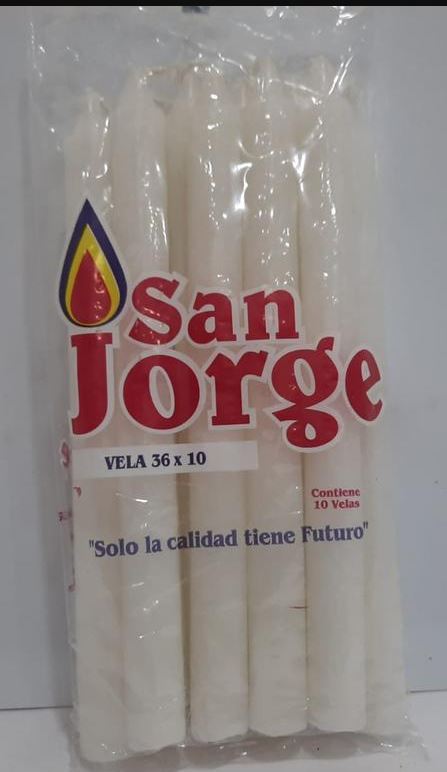 San
Jorge
VELA 36 x 10
Contiene
10 Velas
"Solo la calidad tiene Futuro"